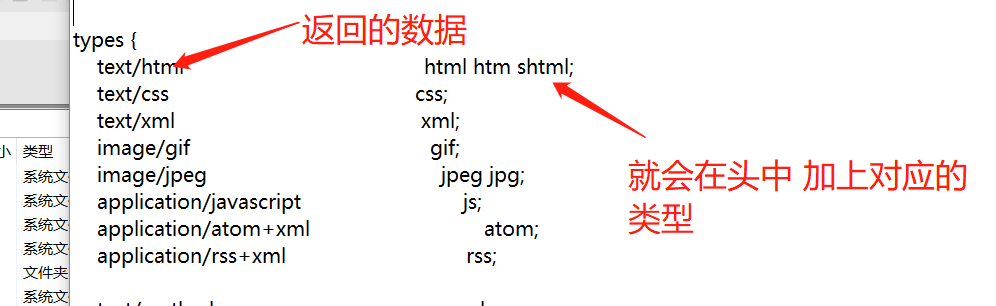 返回的数据
types {
text/html html htm shtml;
text/css css;
text/xml xml;
image/gif gif;
image/jpeg jpeg jpg;
application/javascript js;
application/atom+xml atom;
application/rss+xml rss;
就会在头中 加上对应的
类型
小 类型
系统文
系统文
系统文
系统文
文件夹
系统文